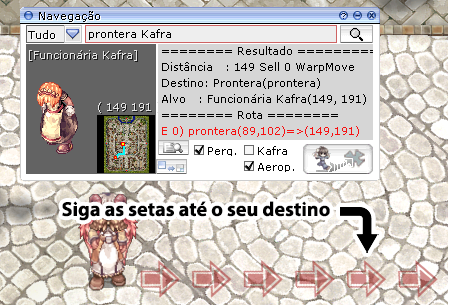 Navegação
Tudo
prontera Kafra
[Funcionária Kafra]
( 149 191
======== Resultado =========
Distância : 149 Sell 0 WarpMove
Destino: Prontera(prontera)
Alvo : Funcionária Kafra(149, 191)
======== Rota ========
E 0) prontera(89,102)=>(149,191)
Perg. Kafra
Aerop.
Siga as setas até o seu destino